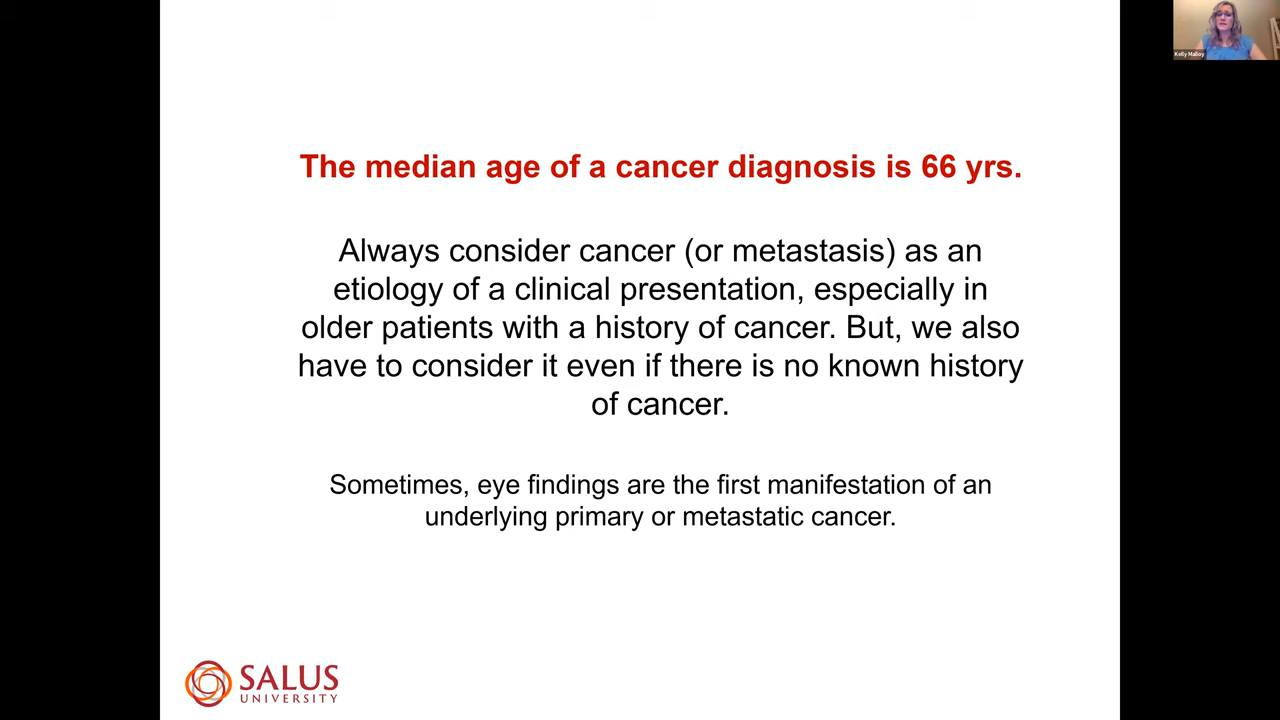 Kelly Malloy
The median age of a cancer diagnosis is 66 yrs.
Always consider cancer (or metastasis) as an
etiology of a clinical presentation, especially in
older patients with a history of cancer. But, we also
have to consider it even if there is no known history
of cancer.
Sometimes, eye findings are the first manifestation of an
underlying primary or metastatic cancer.
SALUS
UNIVERSITY